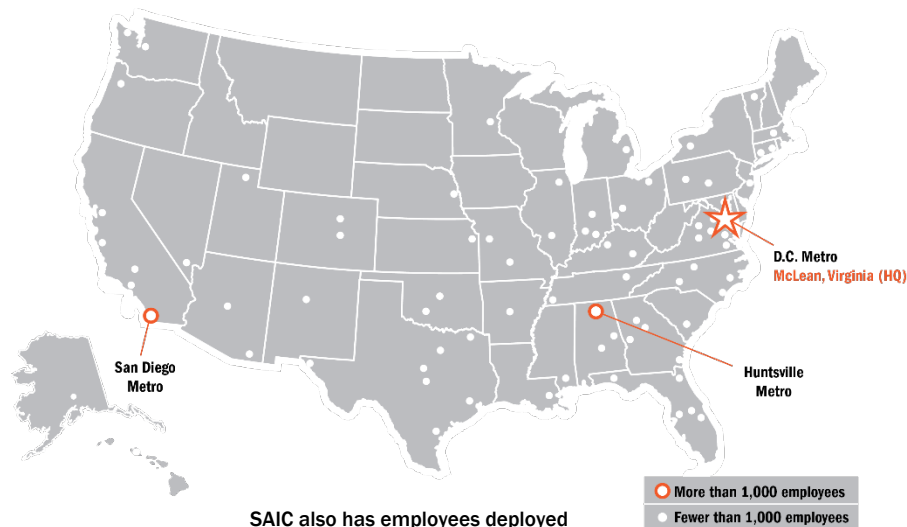 D.C. Metro
McLean, Virginia (HQ)
San Diego
Metro
Huntsville
Metro
More than 1,000 employees
Fewer than 1,000 employees
SAIC also has employees deployed